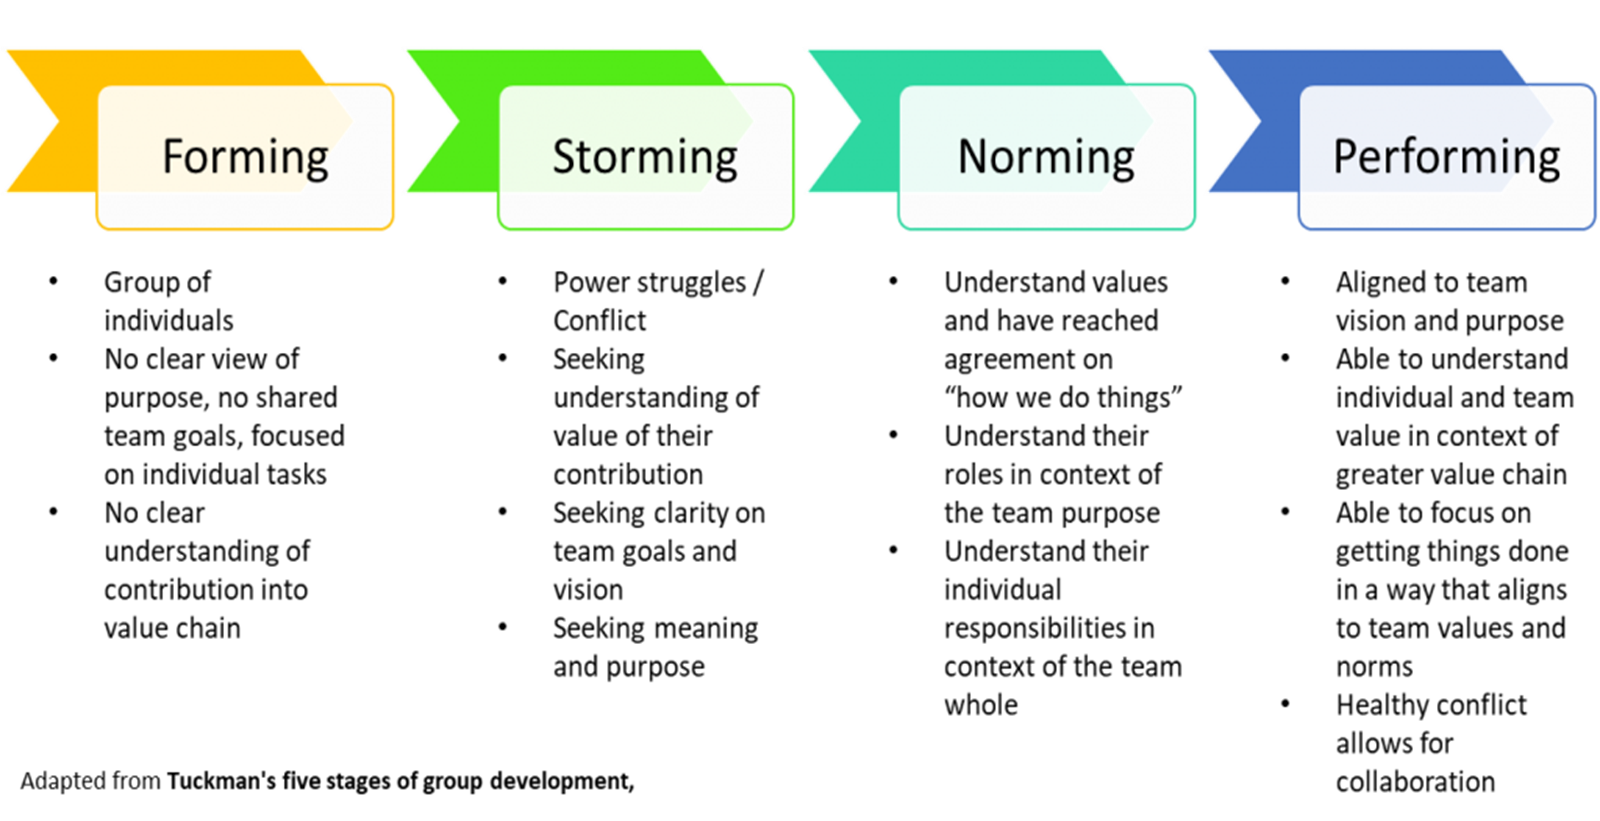 Forming
Storming
Norming
Performing
• Group of
individuals
• No clear view of
purpose, no shared
team goals, focused
on individual tasks
• No clear
understanding of
contribution into
value chain
• Power struggles /
Conflict
• Seeking
understanding of
value of their
contribution
• Seeking clarity on
team goals and
vision
• Seeking meaning
and purpose
• Understand values
and have reached
agreement on
“how we do things”
• Understand their
roles in context of
the team purpose
• Understand their
individual
responsibilities in
context of the team
whole
• Aligned to team
vision and purpose
• Able to understand
individual and team
value in context of
greater value chain
• Able to focus on
getting things done
in a way that aligns
to team values and
norms
• Healthy conflict
allows for
collaboration
Adapted from Tuckman's five stages of group development,